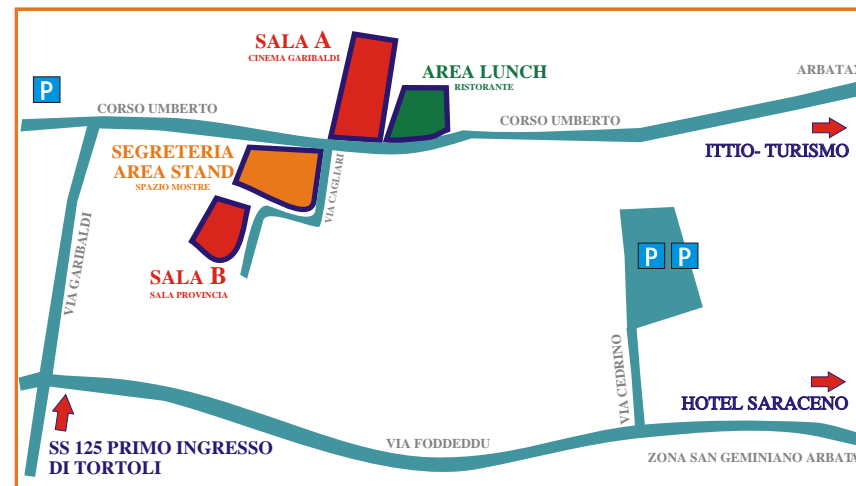 SALA A
CINEMA GARIBALDI
AREA LUNCH
RISTORANTE
ARBATAX
P
CORSO UMBERTO
CORSO UMBERTO
ITTIO- TURISMO
SEGRETERIA
AREA STAND
SPAZIO MOSTRE
VIA CAGLIARI
VIA GARIBALDI
SALA B
SALA PROVINCIA
P P
VIA CEDRINO
HOTEL SARACENO
SS 125 PRIMO INGRESSO
DI TORTOLI
VIA FODDEDDU
ZONA SAN GEMINIANO ARBATA